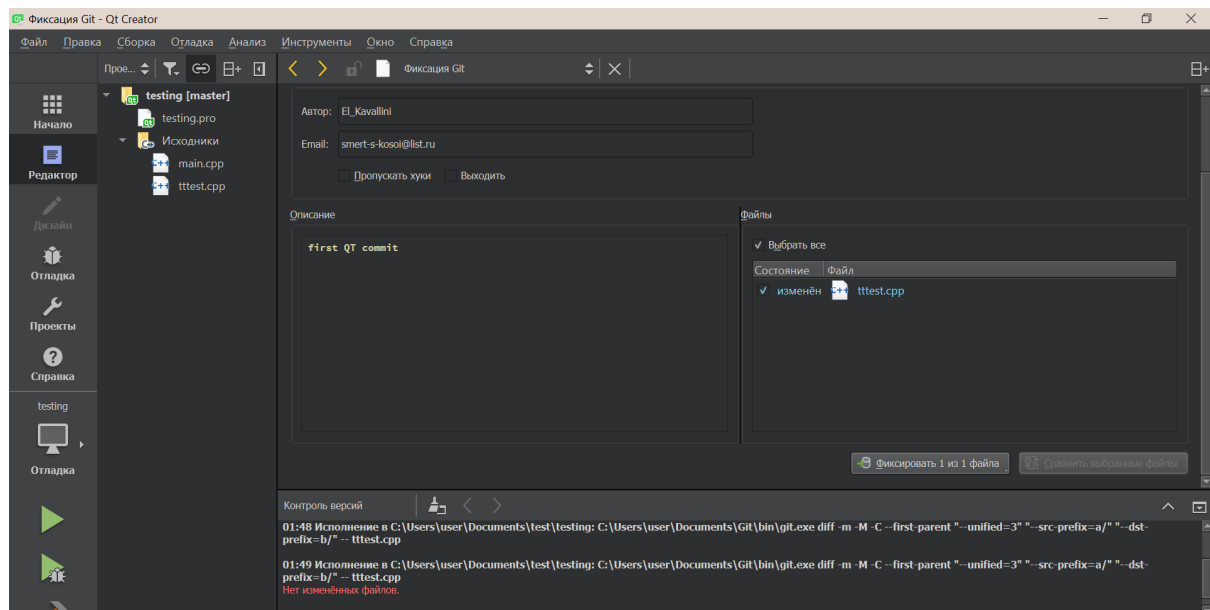 Фиксация Git - Qt Creator
Файл Правка Сборка Отладка Анализ Инструменты Окно Справка
Прое... Фиксация Git
Начало
Редактор
Дизайн
Отладка
Проекты
Справка
testing
Отладка
testing [master]
testing.pro
Исходники
main.cpp
tttest.cpp
Автор: El_Kavallini
Email: smert-s-kosoi@list.ru
Пропускать хуки Выходить
Описание
first QT commit
Файлы
Выбрать все
Состояние Файл
изменён tttest.cpp
Фиксировать 1 из 1 файла Сравнить выбранные файлы
Контроль версий
01:48 Исполнение в C:\Users\user\Documents\test\testing: C:\Users\user\Documents\Git\bin\git.exe diff -m -M -C --first-parent "--unified=3" "--src-prefix=a/" "--dst-
prefix=b/" -- tttest.cpp
01:49 Исполнение в C:\Users\user\Documents\test\testing: C:\Users\user\Documents\Git\bin\git.exe diff -m -M -C --first-parent "--unified=3" "--src-prefix=a/" "--dst-
prefix=b/" -- tttest.cpp
Нет изменённых файлов.